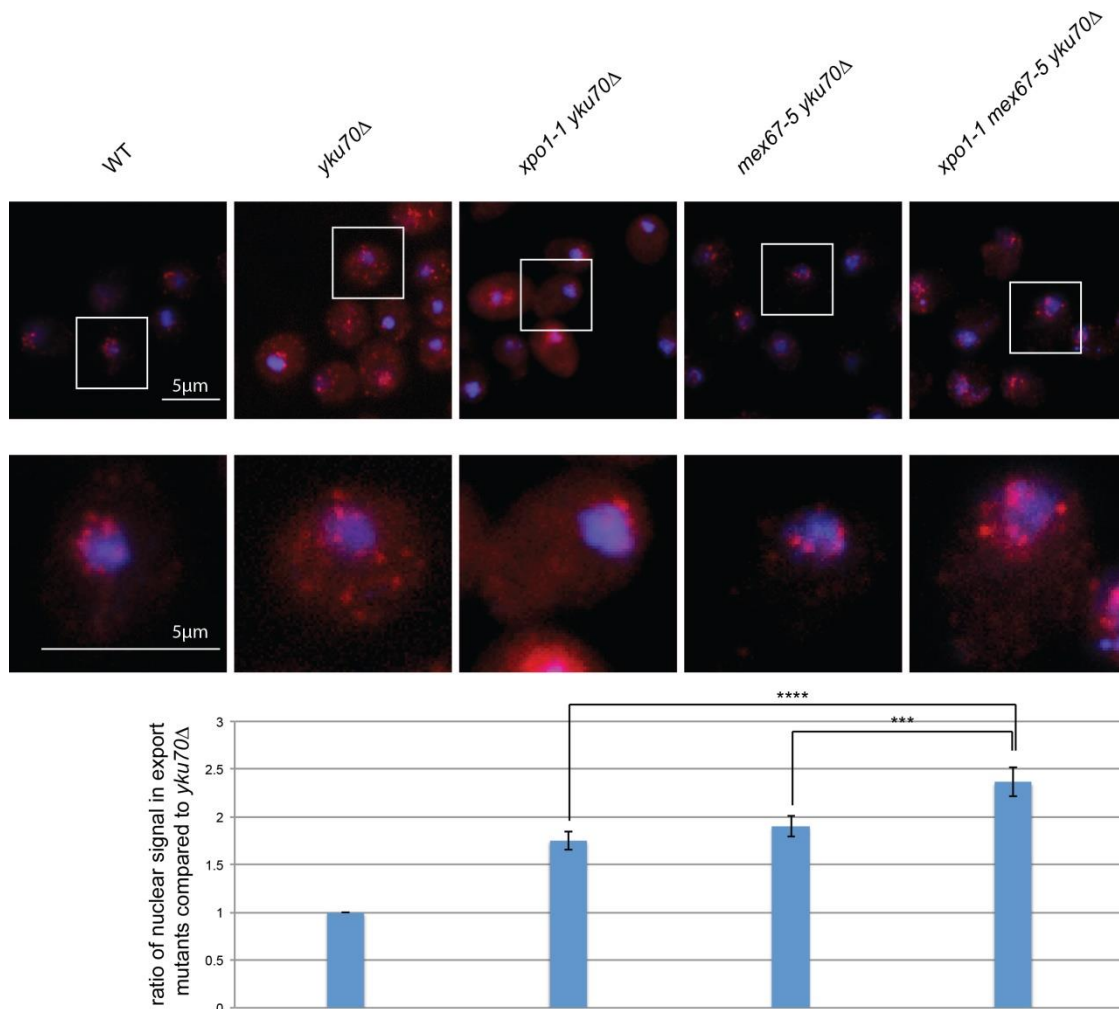 WT
yku70Δ
xpo1-1 yku70Δ
mex67-5 yku70Δ
xpo1-1 mex67-5 yku70Δ
5µm
5µm
****
***
ratio of nuclear signal in export
mutants compared to yku70Δ
3
2.5
2
1.5
1
0.5
0